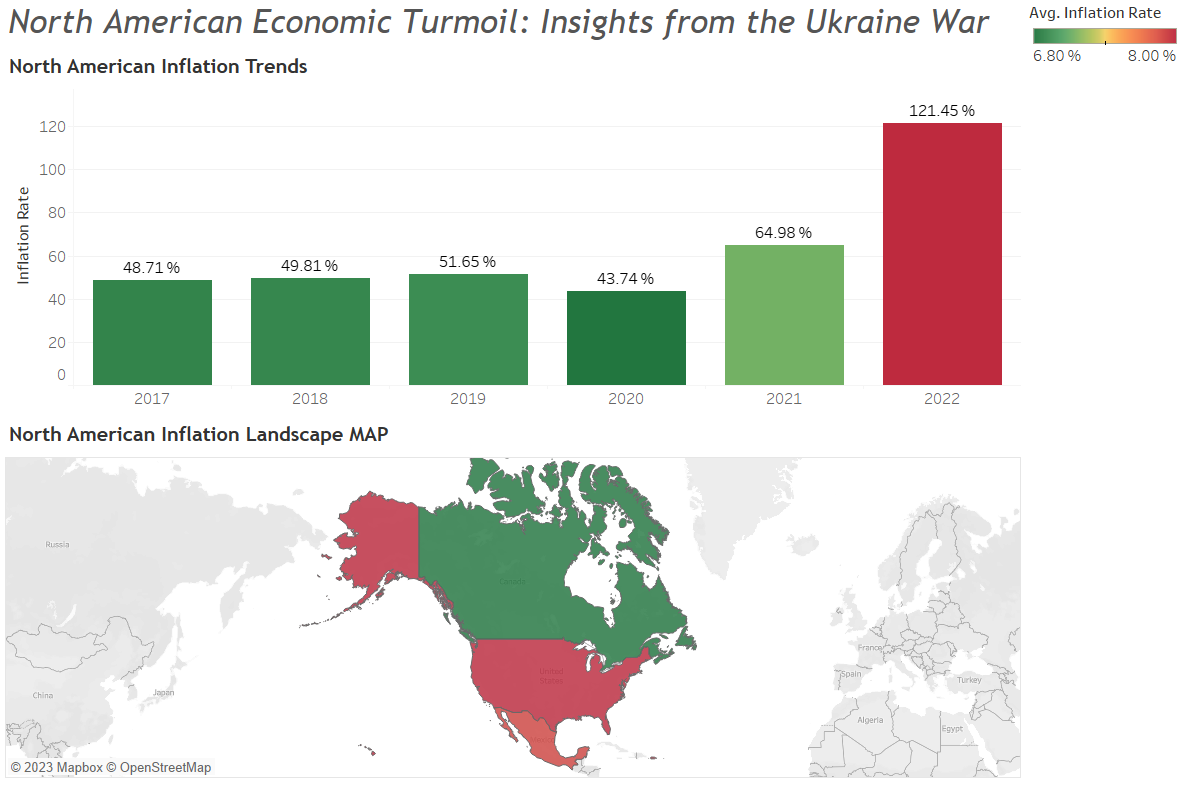 North American Economic Turmoil: Insights from the Ukraine War
Avg. Inflation Rate
6.80 % 8.00 %
North American Inflation Trends
Inflation Rate
120
100
80
60
40
20
0
48.71 %
49.81 %
51.65 %
43.74 %
64.98 %
121.45 %
2017 2018 2019 2020 2021 2022
North American Inflation Landscape MAP
Russia
Canada
United
States
China
Japan
France
Spain
Turkey
Algeria
Egypt
© 2023 Mapbox © OpenStreetMap